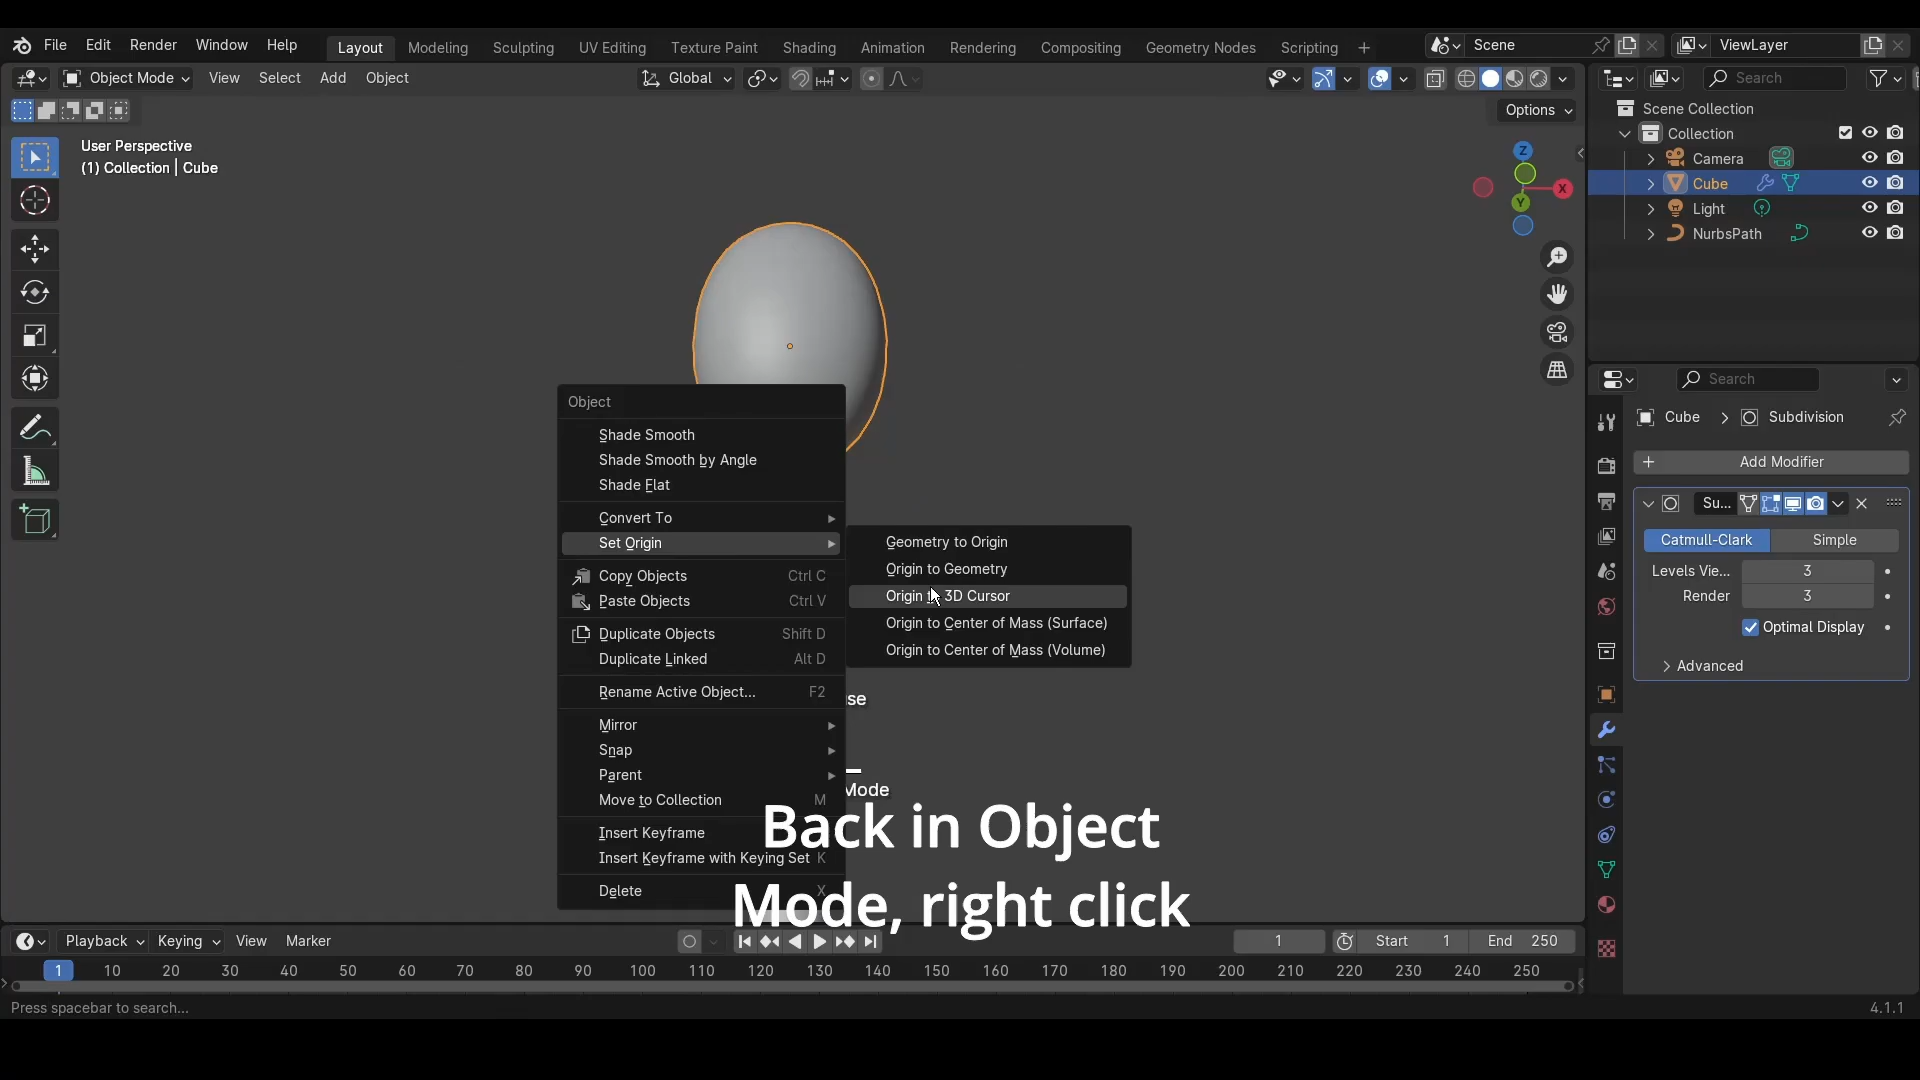 File Edit Render Window Help Layout Modeling Sculpting UV Editing Texture Paint Shading Animation Rendering Compositing Geometry Nodes Scripting + Scene ViewLayer
Object Mode View Select Add Object Global Search
Options
User Perspective
(1) Collection | Cube
Z
X
Y
Scene Collection
Collection
Camera
Cube
Light
NurbsPath
Search
Cube > Subdivision
+ Add Modifier
Su...
Catmull-Clark Simple
Levels Vie... 3
Render 3
Optimal Display
Advanced
Object
Shade Smooth
Shade Smooth by Angle
Shade Flat
Convert To
Set Origin
Copy Objects Ctrl C
Paste Objects Ctrl V
Duplicate Objects Shift D
Duplicate Linked Alt D
Rename Active Object... F2
Mirror
Snap
Parent
Move to Collection M
Insert Keyframe
Insert Keyframe with Keying Set K
Delete X
Geometry to Origin
Origin to Geometry
Origin to 3D Cursor
Origin to Center of Mass (Surface)
Origin to Center of Mass (Volume)
se
Mode
Back in Object
Mode, right click
Playback Keying View Marker 1 Start 1 End 250
1 10 20 30 40 50 60 70 80 90 100 110 120 130 140 150 160 170 180 190 200 210 220 230 240 250
Press spacebar to search... 4.1.1